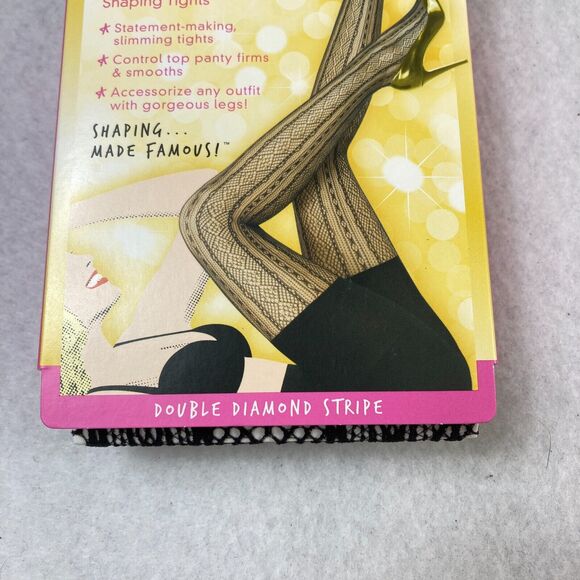 Shaping Tights
Statement-making,
slimming tights
Control top panty firms
& smooths
Accessorize any outfit
with gorgeous legs!
SHAPING...
MADE FAMOUS!™
DOUBLE DIAMOND STRIPE